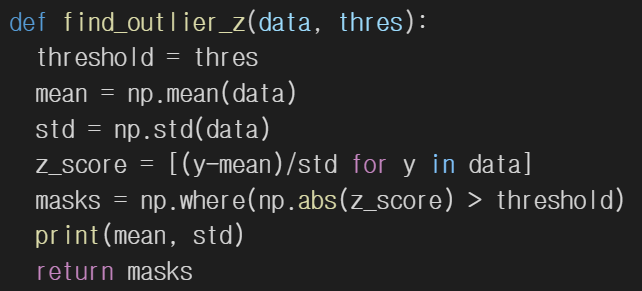 def find_outlier_z(data, thres):
  threshold = thres
  mean = np.mean(data)
  std = np.std(data)
  z_score = [(y-mean)/std for y in data]
  masks = np.where(np.abs(z_score) > threshold)
  print(mean, std)
  return masks